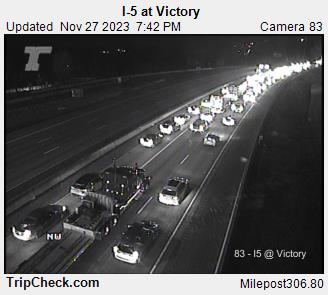 I-5 at Victory
Updated Nov 27 2023 7:42 PM Camera 83
T
NW
83 - I5 @ Victory
TripCheck.com Milepost306.80